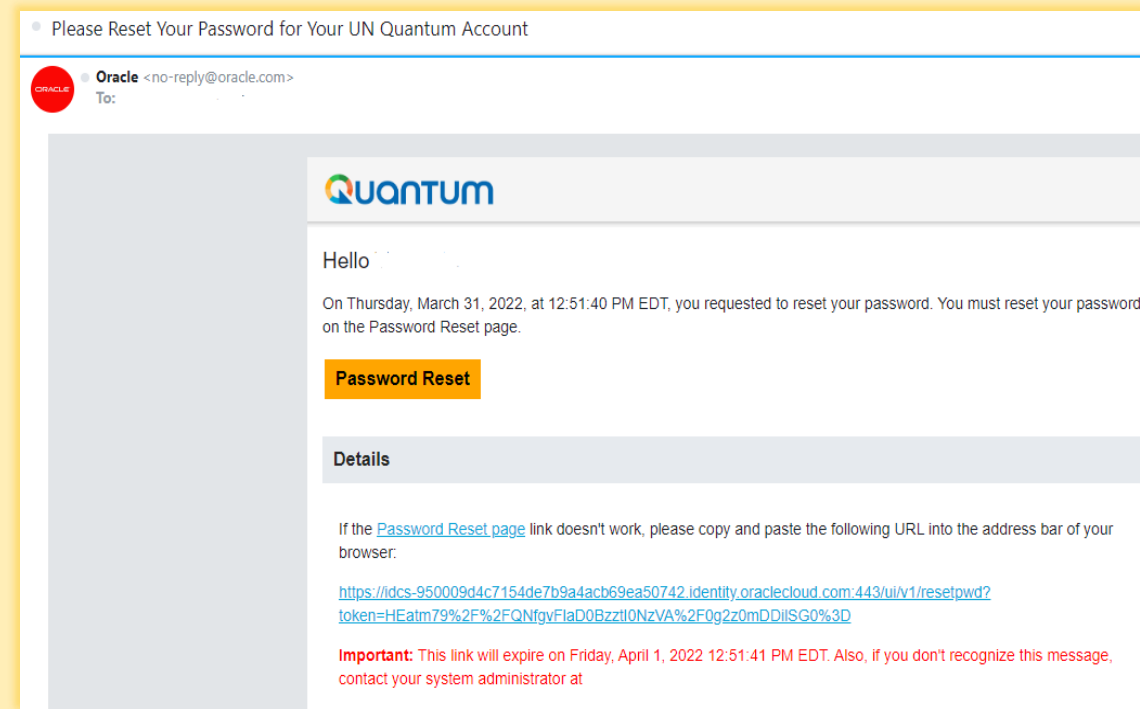 Please Reset Your Password for Your UN Quantum Account
ORACLE
Oracle <no-reply@oracle.com>
To:
QUANTUM
Hello
On Thursday, March 31, 2022, at 12:51:40 PM EDT, you requested to reset your password. You must reset your password
on the Password Reset page.
Password Reset
Details
If the Password Reset page link doesn't work, please copy and paste the following URL into the address bar of your
browser:
https://idcs-950009d4c7154de7b9a4acb69ea50742.identity.oraclecloud.com:443/ui/v1/resetpwd?
token=HEatm79%2F%2FQNfgvFIaD0BzztI0NzVA%2F0g2z0mDDiISG0%3D
Important: This link will expire on Friday, April 1, 2022 12:51:41 PM EDT. Also, if you don't recognize this message,
contact your system administrator at